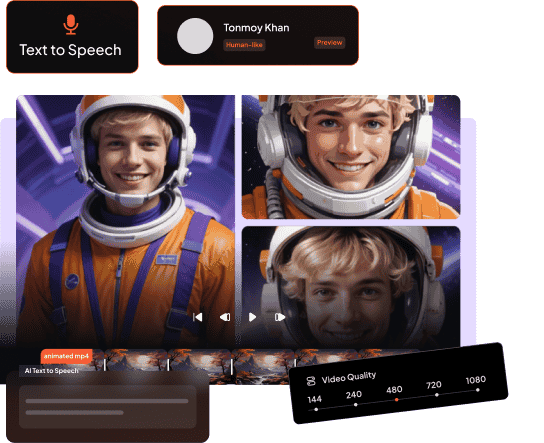 Text to Speech
Tonmoy Khan
Human-like
Preview
animated mp4
AI Text to Speech
Video Quality
144
240
480
720
1080